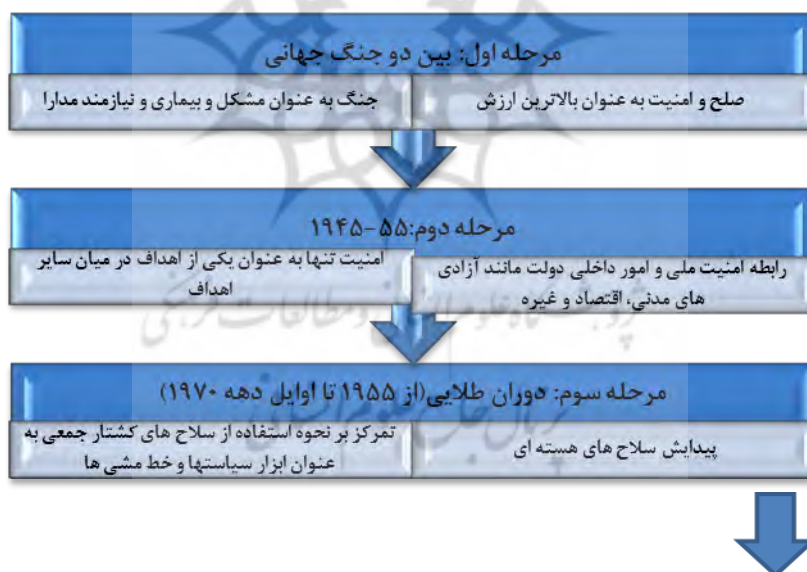 مرحله اول: بین دو جنگ جهانی
صلح و امنیت به عنوان بالاترین ارزش
جنگ به عنوان مشکل و بیماری و نیازمند مدارا
مرحله دوم:۵۵-۱۹۴۵
رابطه امنیت ملی و امور داخلی دولت مانند آزادی
های مدنی، اقتصاد و غیره
امنیت تنها به عنوان یکی از اهداف در میان سایر
اهداف
مرحله سوم: دوران طلایی(از ۱۹۵۵ تا اوایل دهه ۱۹۷۰)
پیدایش سلاح های هسته ای
تمرکز بر نحوه استفاده از سلاح های کشتار جمعی به
عنوان ابزار سیاستها و خط مشی ها